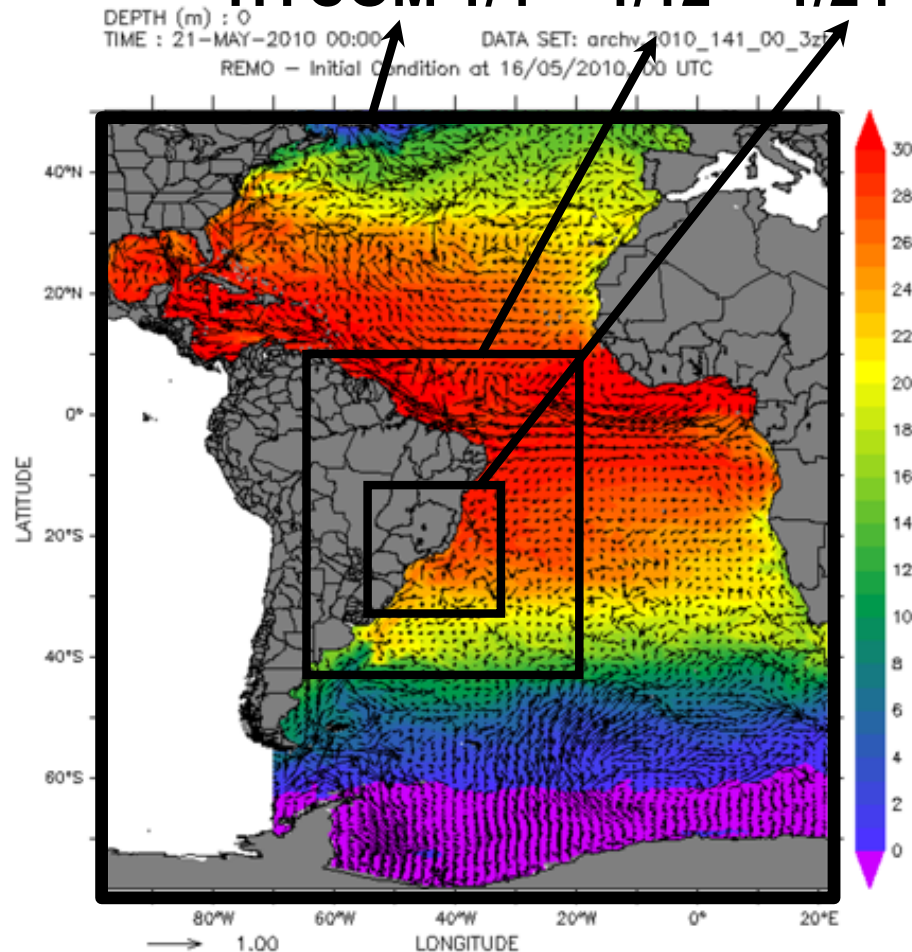 DEPTH (m) : 0
TIME : 21-MAY-2010 00:00
DATA SET: archv
REMO - Initial Condition at 16/05/2010, 00 UTC
40°N
20°N
0°
20°S
40°S
60°S
LATITUDE
80°W 60°W 40°W 20°W 0° 20°E
LONGITUDE
1.00
30
28
26
24
22
20
18
16
14
12
10
8
6
4
2
0